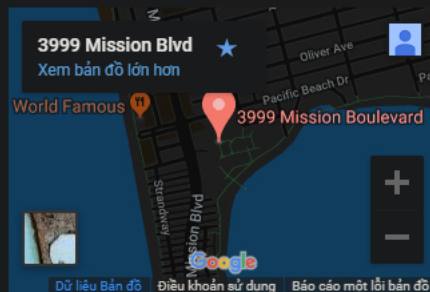 M
3999 Mission Blvd
Xem bản đồ lớn hơn
Oliver Ave
Pacific Beach Dr
World Famous
3999 Mission Boulevard
Strandway
Mission Blvd
Google
Dữ liệu Bản đồ
Điều khoản sử dụng
Báo cáo một lỗi bản đồ